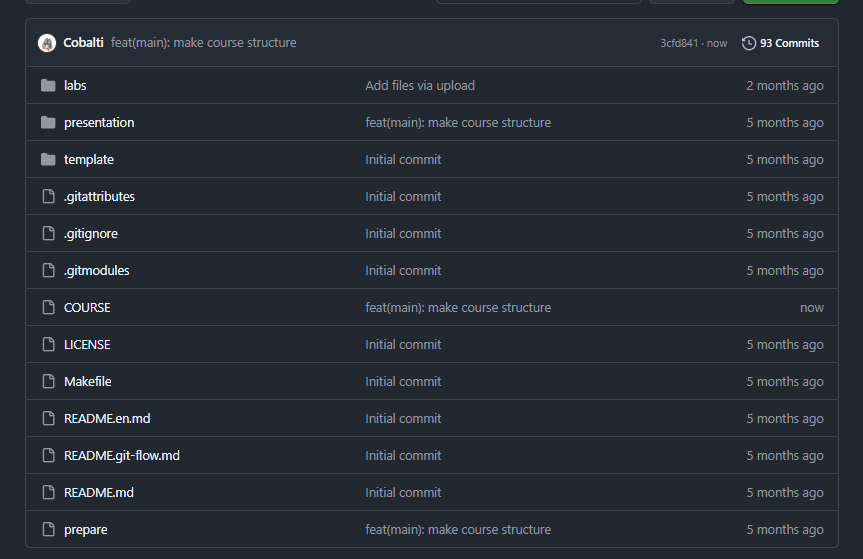 Cobalti feat(main): make course structure 3cfd841 · now 93 Commits
labs Add files via upload 2 months ago
presentation feat(main): make course structure 5 months ago
template Initial commit 5 months ago
.gitattributes Initial commit 5 months ago
.gitignore Initial commit 5 months ago
.gitmodules Initial commit 5 months ago
COURSE feat(main): make course structure now
LICENSE Initial commit 5 months ago
Makefile Initial commit 5 months ago
README.en.md Initial commit 5 months ago
README.git-flow.md Initial commit 5 months ago
README.md Initial commit 5 months ago
prepare feat(main): make course structure 5 months ago